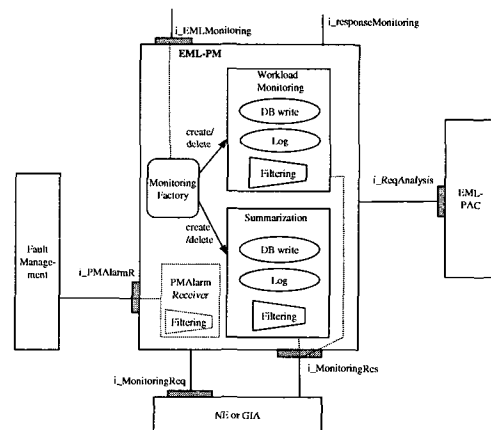 i_EMLMonitoring
i_responseMonitoring
EML-PM
Workload
Monitoring
DB write
Log
Filtering
create/
delete
Monitoring
Factory
create
/delete
Summarization
DB write
Log
Filtering
PMAlarm
Receiver
Filtering
i_ReqAnalysis
EML-
PAC
Fault
Manage-
ment
i_PMAlarmR
i_MonitoringReq
i_MonitoringRes
NE or GIA